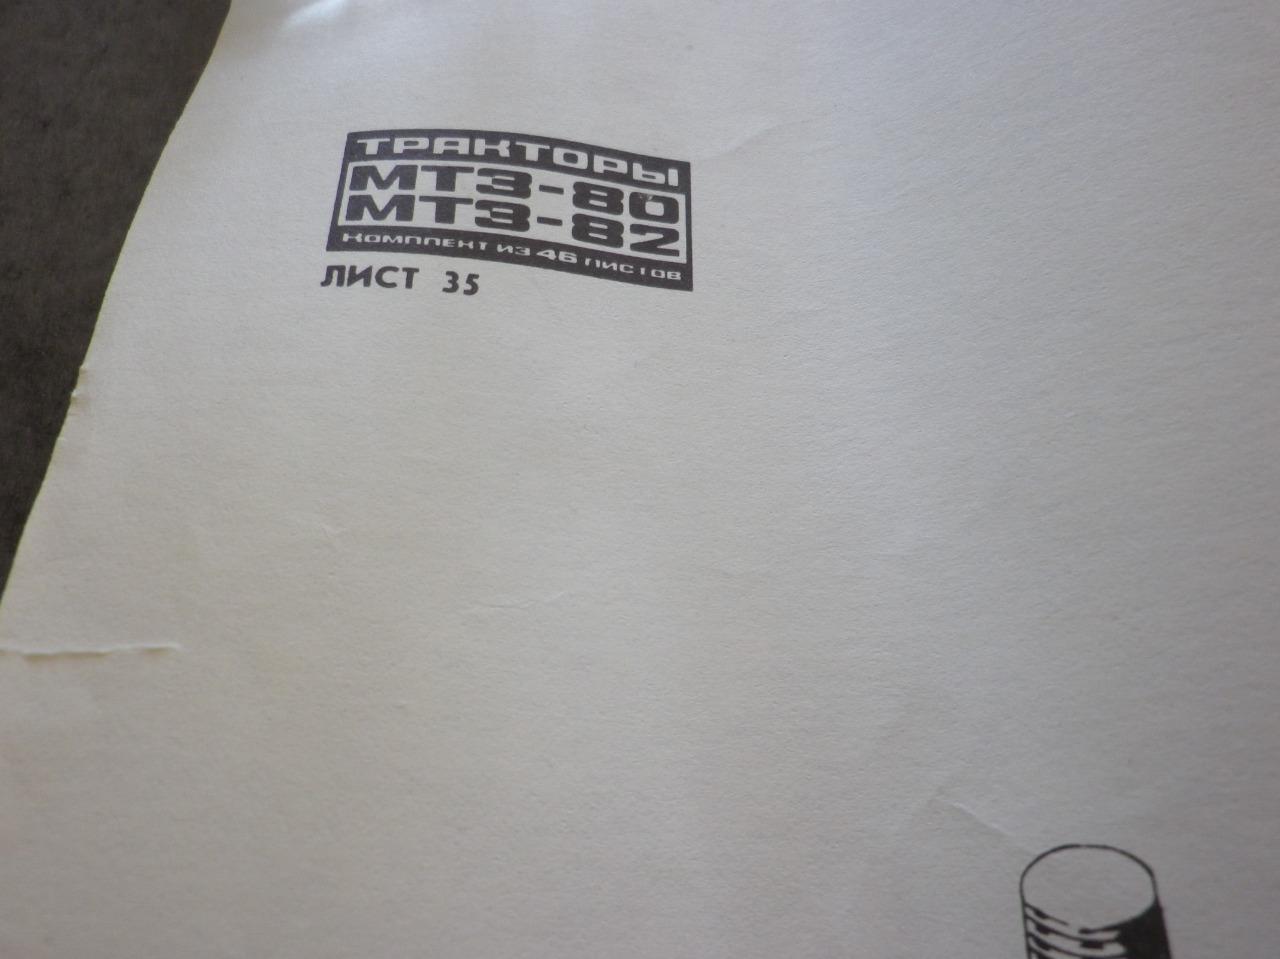 ТРАКТОРЫ
МТЗ-80
МТЗ-82
КОМПЛЕКТ ИЗ 46 ЛИСТОВ
ЛИСТ 35